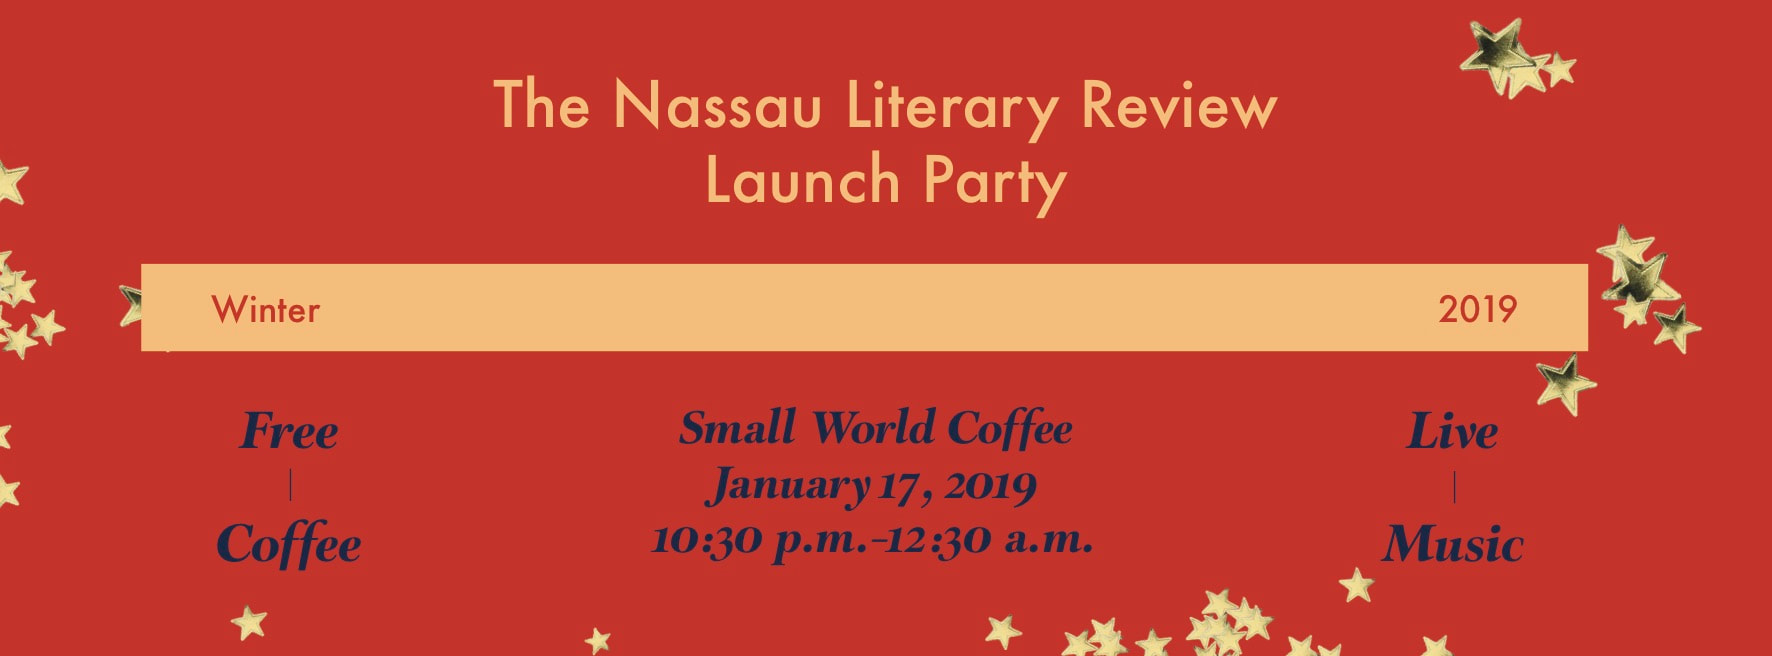 The Nassau Literary Review
Launch Party
Winter
2019
Free
Coffee
Small World Coffee
January 17, 2019
10:30 p.m.–12:30 a.m.
Live
Music